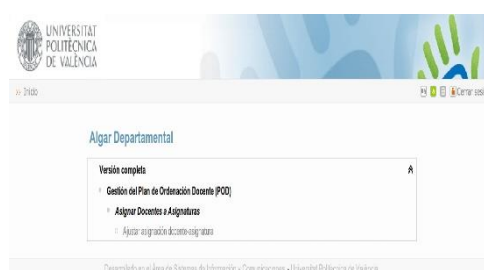 UNIVERSITAT
POLITÈCNICA
DE VALÈNCIA
Inicio
Cerrar sesi
Algar Departamental
Versión completa
Gestión del Plan de Ordenación Docente (POD)
Asignar Docentes a Asignaturas
Ajustar asignación docente-asignatura
Desarrollado en el Área de Sistemas de Información y Comunicaciones - Universitat Politècnica de València